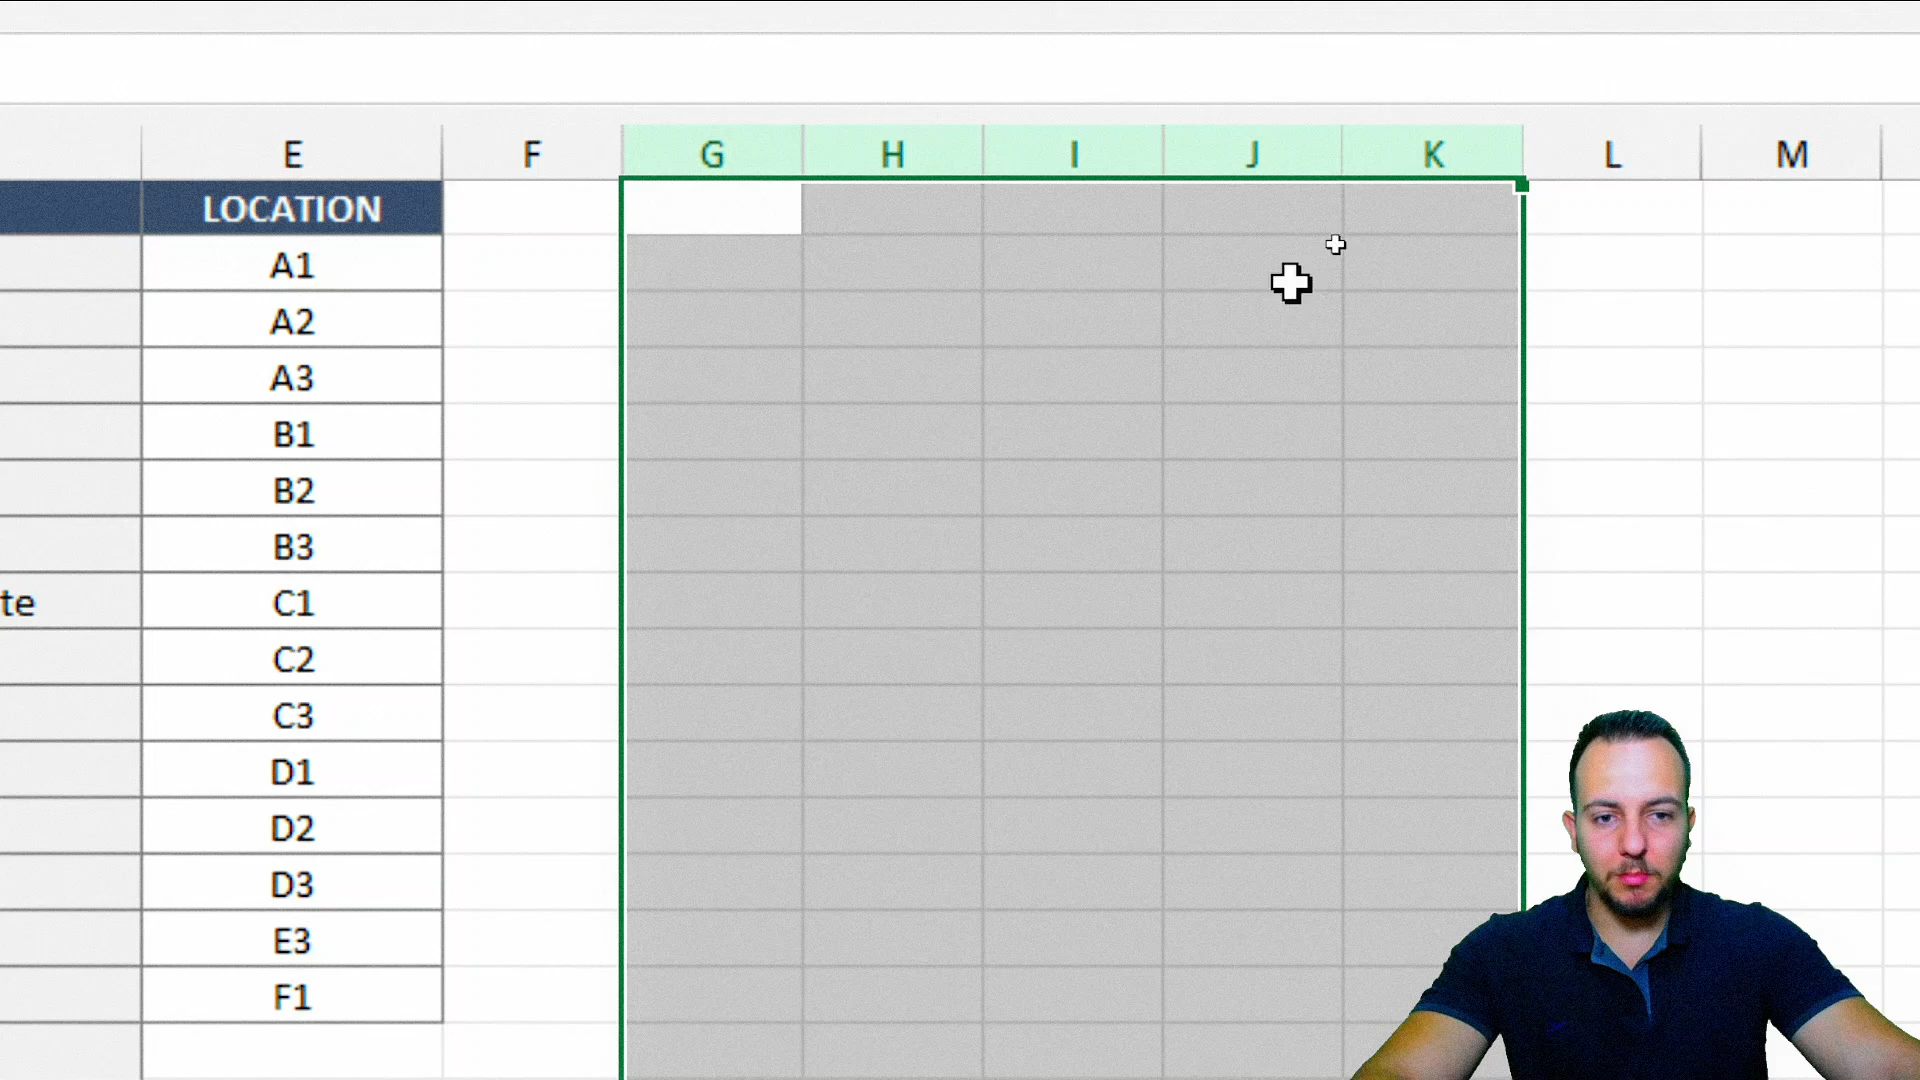 E F G H I J K L M
LOCATION
A1
A2
A3
B1
B2
B3
te C1
C2
C3
D1
D2
D3
E3
F1